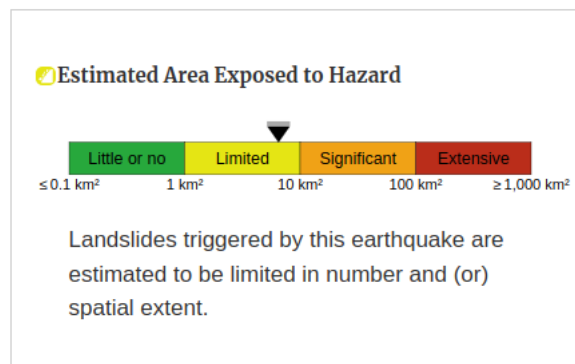 Estimated Area Exposed to Hazard
Little or no Limited Significant Extensive
≤0.1 km² 1 km² 10 km² 100 km² ≥1,000 km²
Landslides triggered by this earthquake are
estimated to be limited in number and (or)
spatial extent.